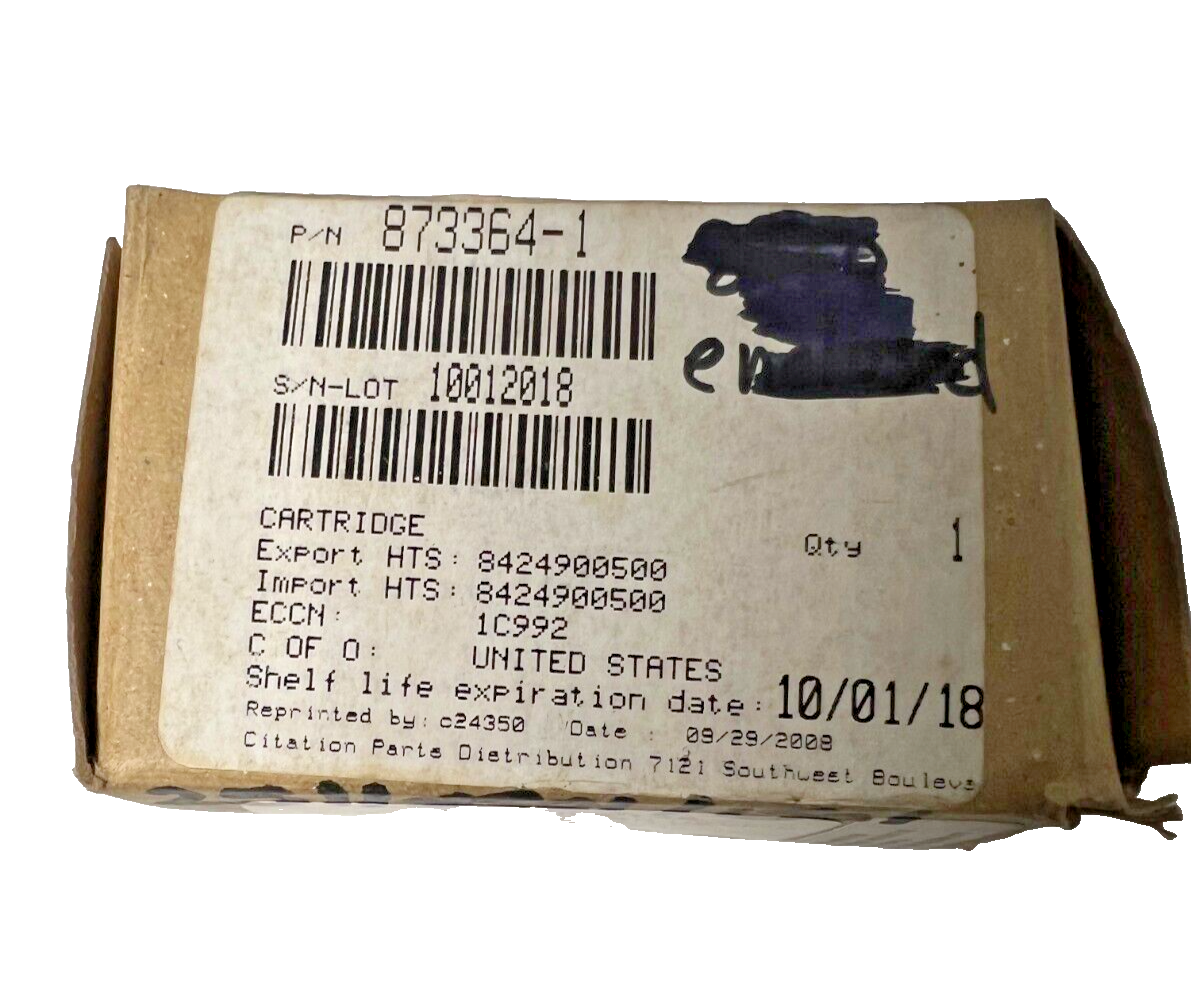 P/N 873364-1
S/N-LOT 10012018
CARTRIDGE
Qty 1
Export HTS: 8424900500
Import HTS: 8424900500
ECCN: 1C992
C OF O: UNITED STATES
Shelf life expiration date: 10/01/18
Reprinted by: c24350 Date : 09/29/2008
Citation Parts Distribution 7121 Southwest